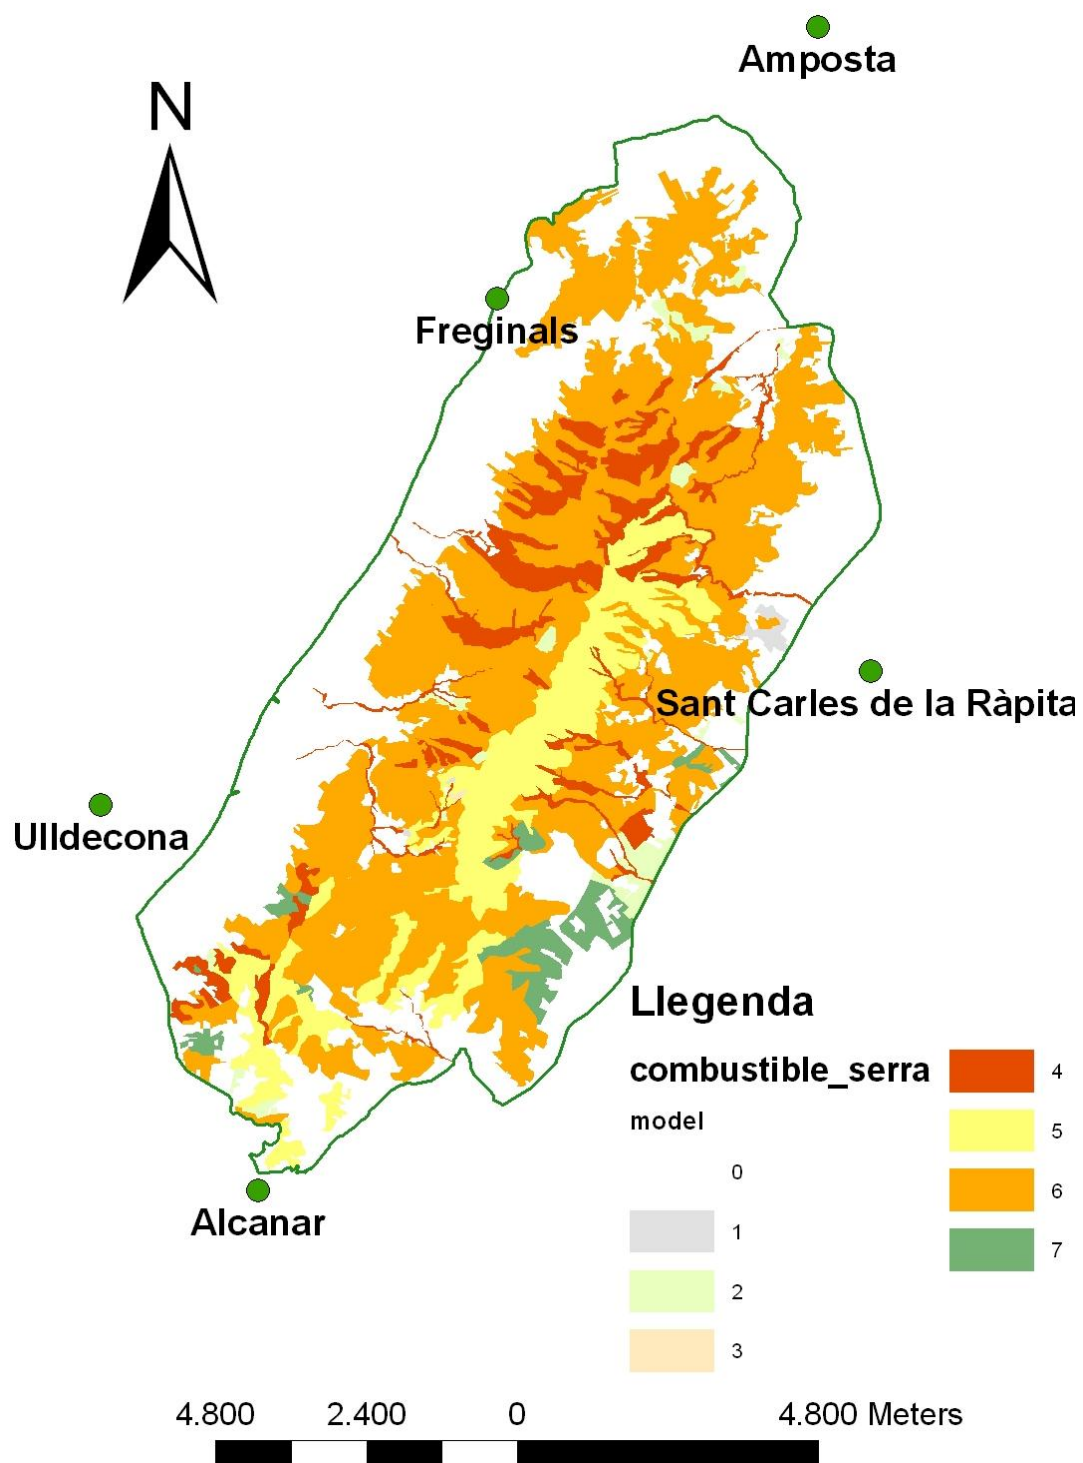 Amposta
N
Freginals
Sant Carles de la Ràpita
Ulldecona
Alcanar
Llegenda
combustible_serra
model
0
1
2
3
4
5
6
7
4.800 2.400 0 4.800 Meters